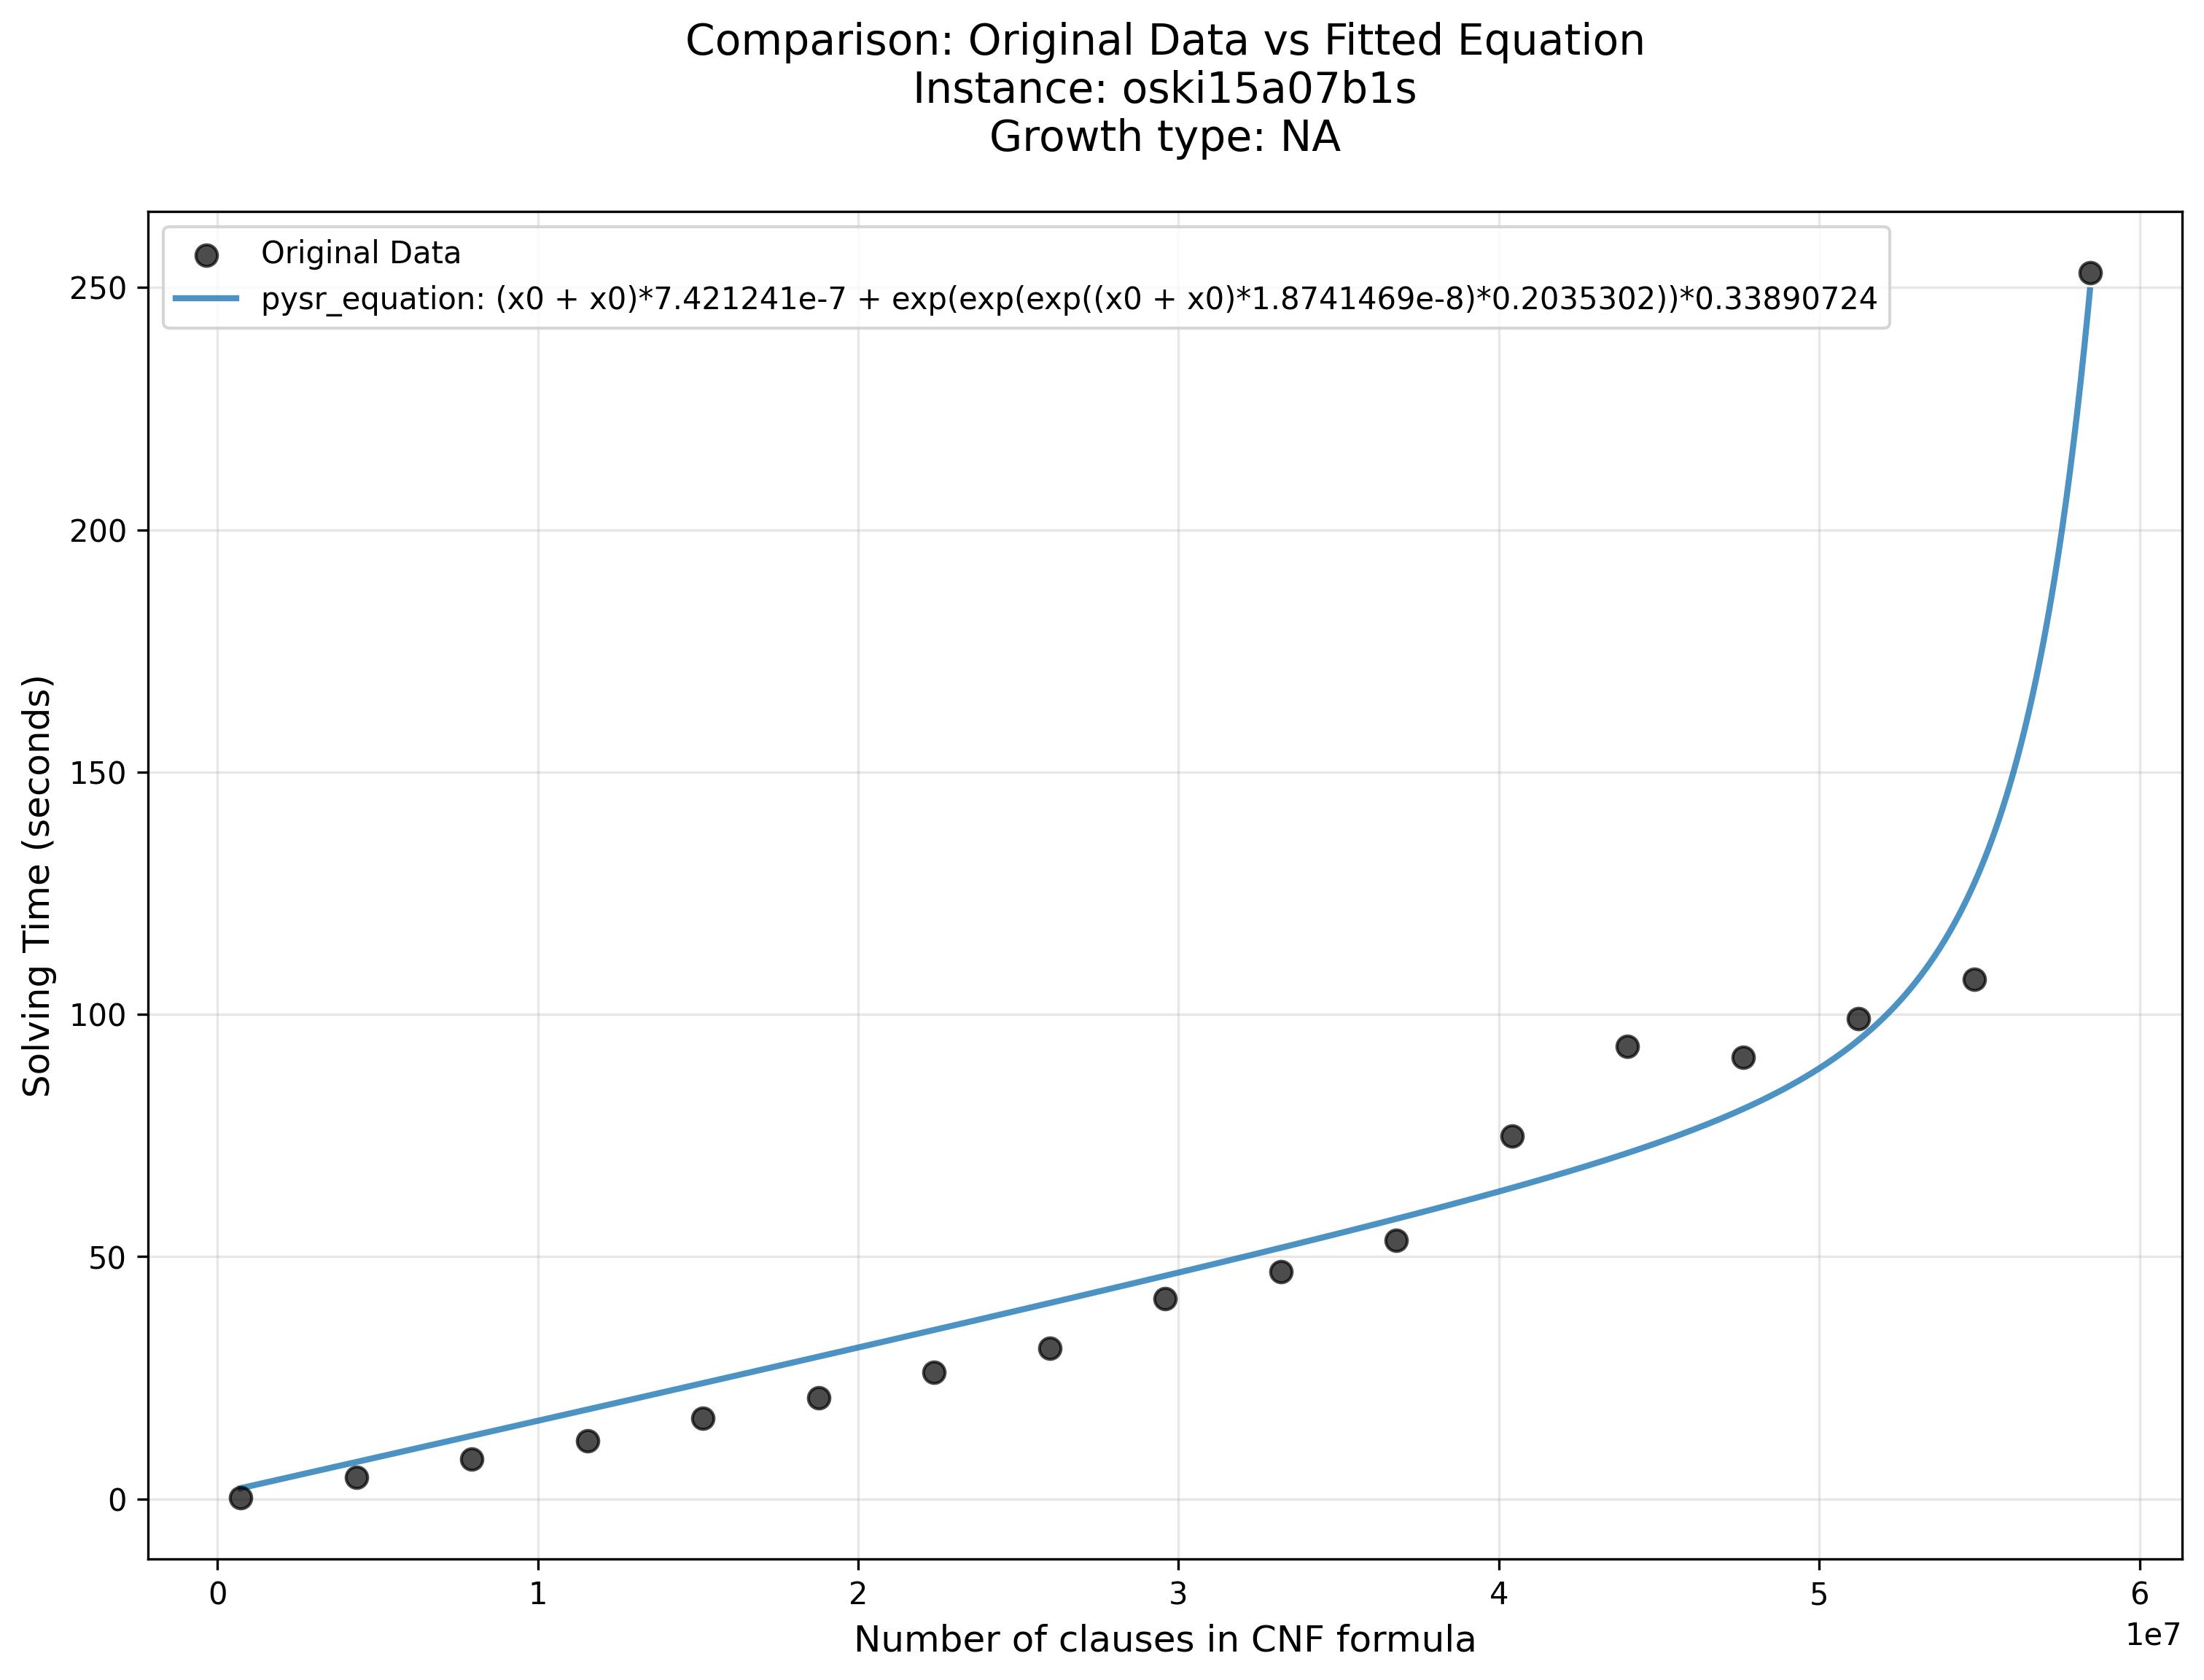 Comparison: Original Data vs Fitted Equation
Instance: oski15a07b1s
Growth type: NA
Original Data
pysr_equation: (x0 + x0)*7.421241e-7 + exp(exp(exp((x0 + x0)*1.8741469e-8)*0.2035302))*0.33890724
250
200
150
100
50
0
Solving Time (seconds)
0 1 2 3 4 5 6
1e7
Number of clauses in CNF formula